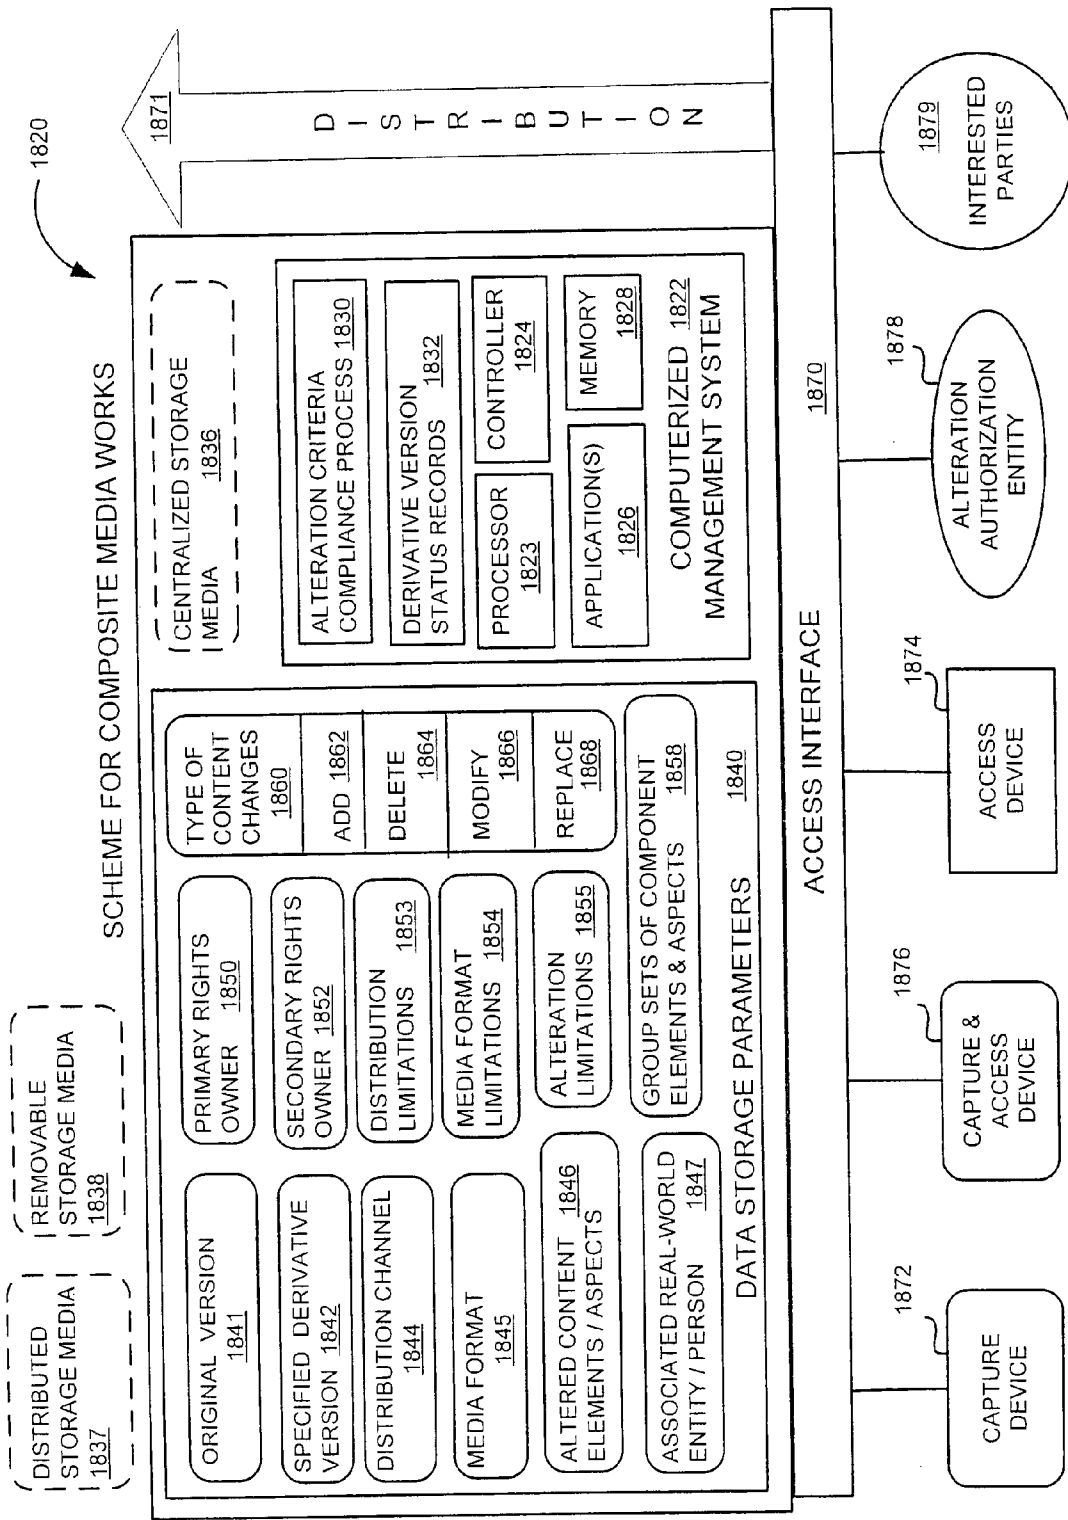 DISTRIBUTED
STORAGE MEDIA
1837
REMOVABLE
STORAGE MEDIA
1838
SCHEME FOR COMPOSITE MEDIA WORKS
1820
ORIGINAL VERSION
1841
SPECIFIED DERIVATIVE
VERSION 1842
DISTRIBUTION CHANNEL
1844
MEDIA FORMAT
1845
ALTERED CONTENT 1846
ELEMENTS / ASPECTS
ASSOCIATED REAL-WORLD
ENTITY / PERSON 1847
PRIMARY RIGHTS
OWNER 1850
SECONDARY RIGHTS
OWNER 1852
DISTRIBUTION
LIMITATIONS 1853
MEDIA FORMAT
LIMITATIONS 1854
ALTERATION
LIMITATIONS 1855
GROUP SETS OF COMPONENT
ELEMENTS & ASPECTS 1858
TYPE OF
CONTENT
CHANGES
1860
ADD 1862
DELETE
1864
MODIFY
1866
REPLACE
1868
DATA STORAGE PARAMETERS 1840
CENTRALIZED STORAGE
MEDIA 1836
ALTERATION CRITERIA
COMPLIANCE PROCESS 1830
DERIVATIVE VERSION
STATUS RECORDS 1832
PROCESSOR
1823
CONTROLLER
1824
APPLICATION(S)
1826
MEMORY
1828
COMPUTERIZED 1822
MANAGEMENT SYSTEM
1871
DISTRIBUTION
ACCESS INTERFACE 1870
1872
CAPTURE
DEVICE
1876
CAPTURE &
ACCESS
DEVICE
1874
ACCESS
DEVICE
1878
ALTERATION
AUTHORIZATION
ENTITY
1879
INTERESTED
PARTIES